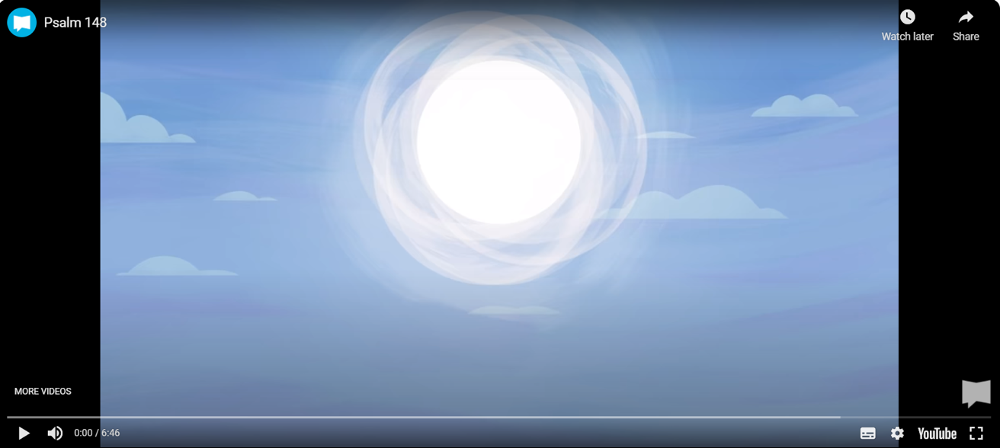 Psalm 148
Watch later
Share
MORE VIDEOS
0:00 / 6:46
YouTube